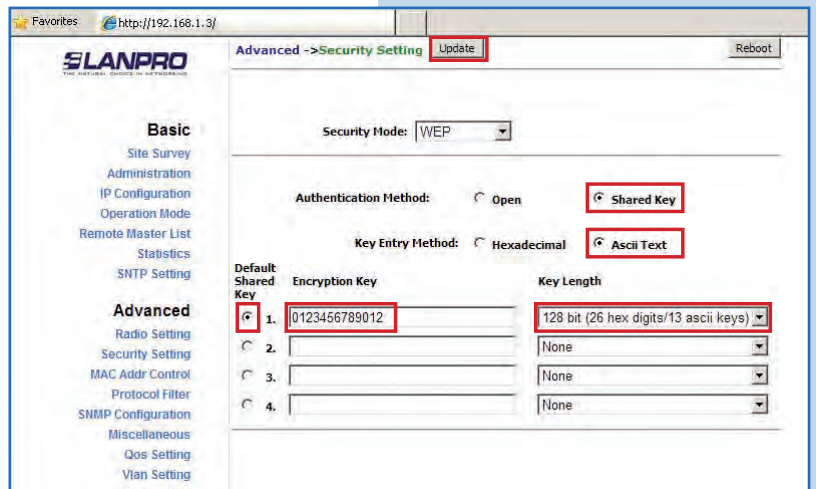 Favorites http://192.168.1.3/
LANPRO
THE NATURAL CHOICE IN NETWORKING
Advanced ->Security Setting Update Reboot
Basic
Site Survey
Administration
IP Configuration
Operation Mode
Remote Master List
Statistics
SNTP Setting
Advanced
Radio Setting
Security Setting
MAC Addr Control
Protocol Filter
SNMP Configuration
Miscellaneous
Qos Setting
Vlan Setting
Security Mode: WEP
Authentication Method: Open Shared Key
Key Entry Method: Hexadecimal Ascii Text
Default Shared Key Encryption Key Key Length
1. 0123456789012 128 bit (26 hex digits/13 ascii keys)
2. None
3. None
4. None